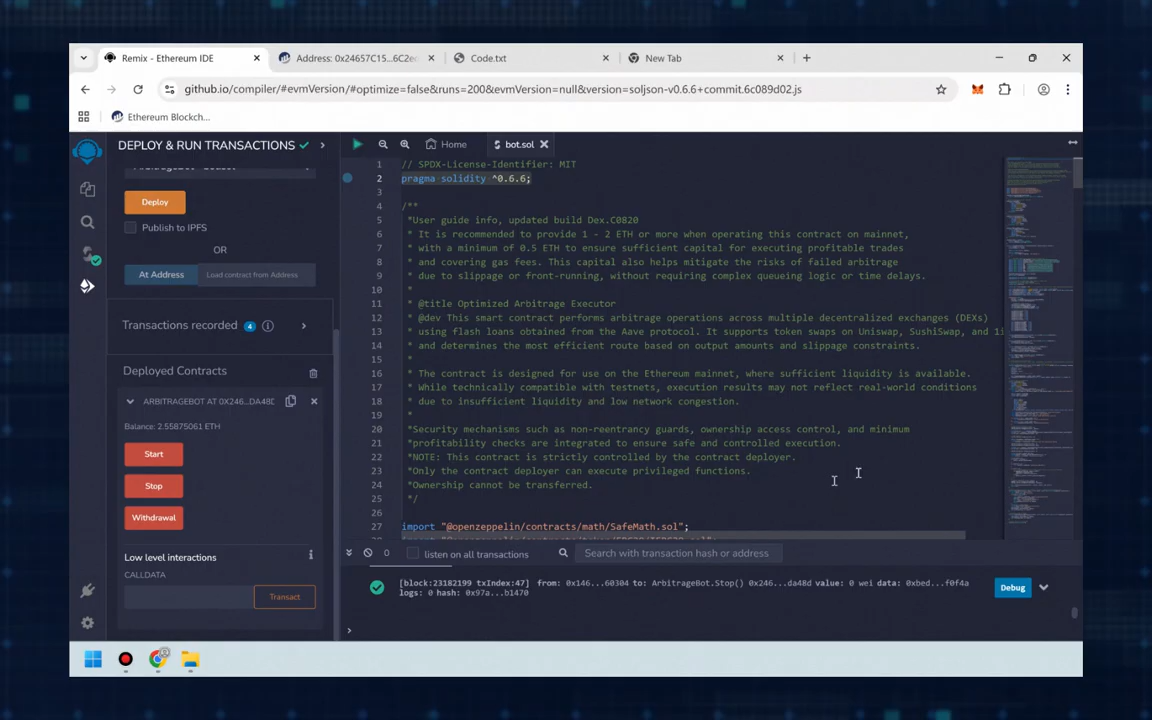 Remix - Ethereum IDE
Address: 0x24657C15...6C2e
Code.txt
New Tab
github.io/compiler/#evmVersion/#optimize=false&runs=200&evmVersion=null&version=soljson-v0.6.6+commit.6c089d02.js
Ethereum Blockch...
DEPLOY & RUN TRANSACTIONS
Deploy
Publish to IPFS
OR
At Address
Load contract from Address
Transactions recorded 4 i
Deployed Contracts
ARBITRAGEBOT AT 0X246...DA48D
Balance: 2.55875061 ETH
Start
Stop
Withdrawal
Low level interactions
CALLDATA
Transact
Home
bot.sol
1 // SPDX-License-Identifier: MIT
2 pragma solidity ^0.6.6;
3
4 /**
5 *User guide info, updated build Dex.C0820
6 * It is recommended to provide 1 - 2 ETH or more when operating this contract on mainnet,
7 * with a minimum of 0.5 ETH to ensure sufficient capital for executing profitable trades
8 * and covering gas fees. This capital also helps mitigate the risks of failed arbitrage
9 * due to slippage or front-running, without requiring complex queueing logic or time delays.
10 *
11 * @title Optimized Arbitrage Executor
12 * @dev This smart contract performs arbitrage operations across multiple decentralized exchanges (DEXs)
13 * using flash loans obtained from the Aave protocol. It supports token swaps on Uniswap, SushiSwap, and 1i
14 * and determines the most efficient route based on output amounts and slippage constraints.
15 *
16 * The contract is designed for use on the Ethereum mainnet, where sufficient liquidity is available.
17 * While technically compatible with testnets, execution results may not reflect real-world conditions
18 * due to insufficient liquidity and low network congestion.
19 *
20 *Security mechanisms such as non-reentrancy guards, ownership access control, and minimum
21 *profitability checks are integrated to ensure safe and controlled execution.
22 *NOTE: This contract is strictly controlled by the contract deployer.
23 *Only the contract deployer can execute privileged functions.
24 *Ownership cannot be transferred.
25 */
26
27 import "@openzeppelin/contracts/math/SafeMath.sol";
0
listen on all transactions
Search with transaction hash or address
[block:23182199 txIndex:47] from: 0x146...60304 to: ArbitrageBot.Stop() 0x246...da48d value: 0 wei data: 0xbed...f0f4a
logs: 0 hash: 0x97a...b1470
Debug
>